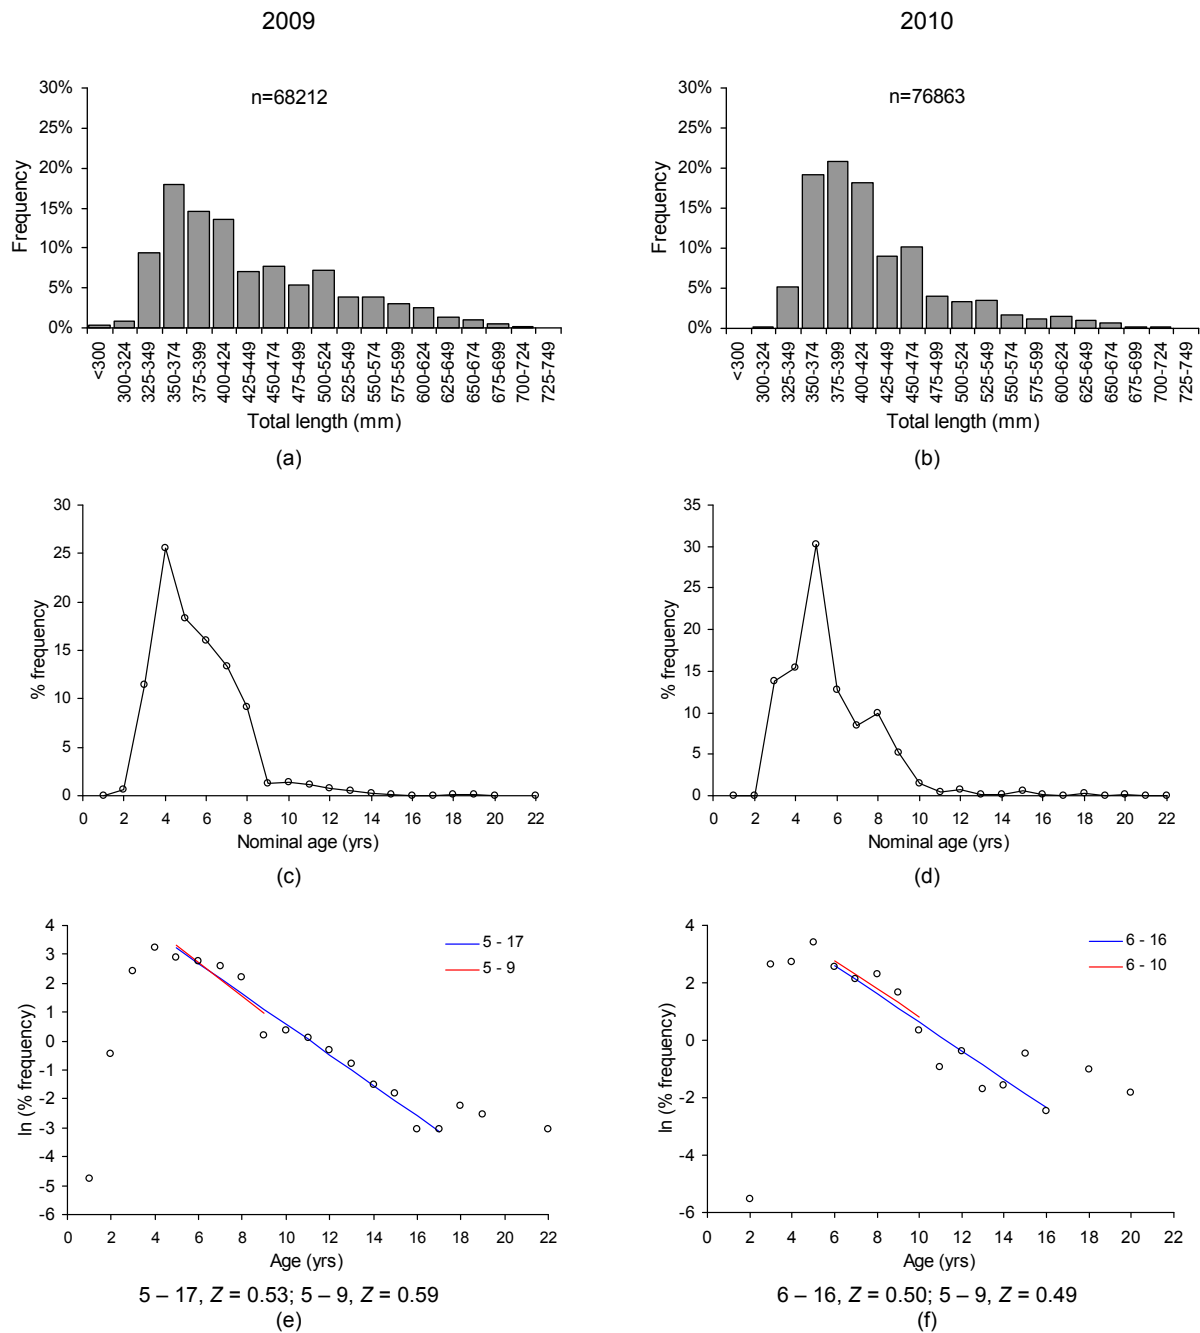 2009
2010
n=68212
30%
25%
20%
15%
10%
5%
0%
Frequency
<300
300-324
325-349
350-374
375-399
400-424
425-449
450-474
475-499
500-524
525-549
550-574
575-599
600-624
625-649
650-674
675-699
700-724
725-749
Total length (mm)
(a)
n=76863
30%
25%
20%
15%
10%
5%
0%
Frequency
<300
300-324
325-349
350-374
375-399
400-424
425-449
450-474
475-499
500-524
525-549
550-574
575-599
600-624
625-649
650-674
675-699
700-724
725-749
Total length (mm)
(b)
30
25
20
15
10
5
0
% frequency
0 2 4 6 8 10 12 14 16 18 20 22
Nominal age (yrs)
(c)
35
30
25
20
15
10
5
0
% frequency
0 2 4 6 8 10 12 14 16 18 20 22
Nominal age (yrs)
(d)
4
3
2
1
0
-1
-2
-3
-4
-5
-6
ln (% frequency)
5 - 17
5 - 9
0 2 4 6 8 10 12 14 16 18 20 22
Age (yrs)
5 – 17, Z = 0.53; 5 – 9, Z = 0.59
(e)
4
2
0
-2
-4
-6
ln (% frequency)
6 - 16
6 - 10
0 2 4 6 8 10 12 14 16 18 20 22
Age (yrs)
6 – 16, Z = 0.50; 5 – 9, Z = 0.49
(f)